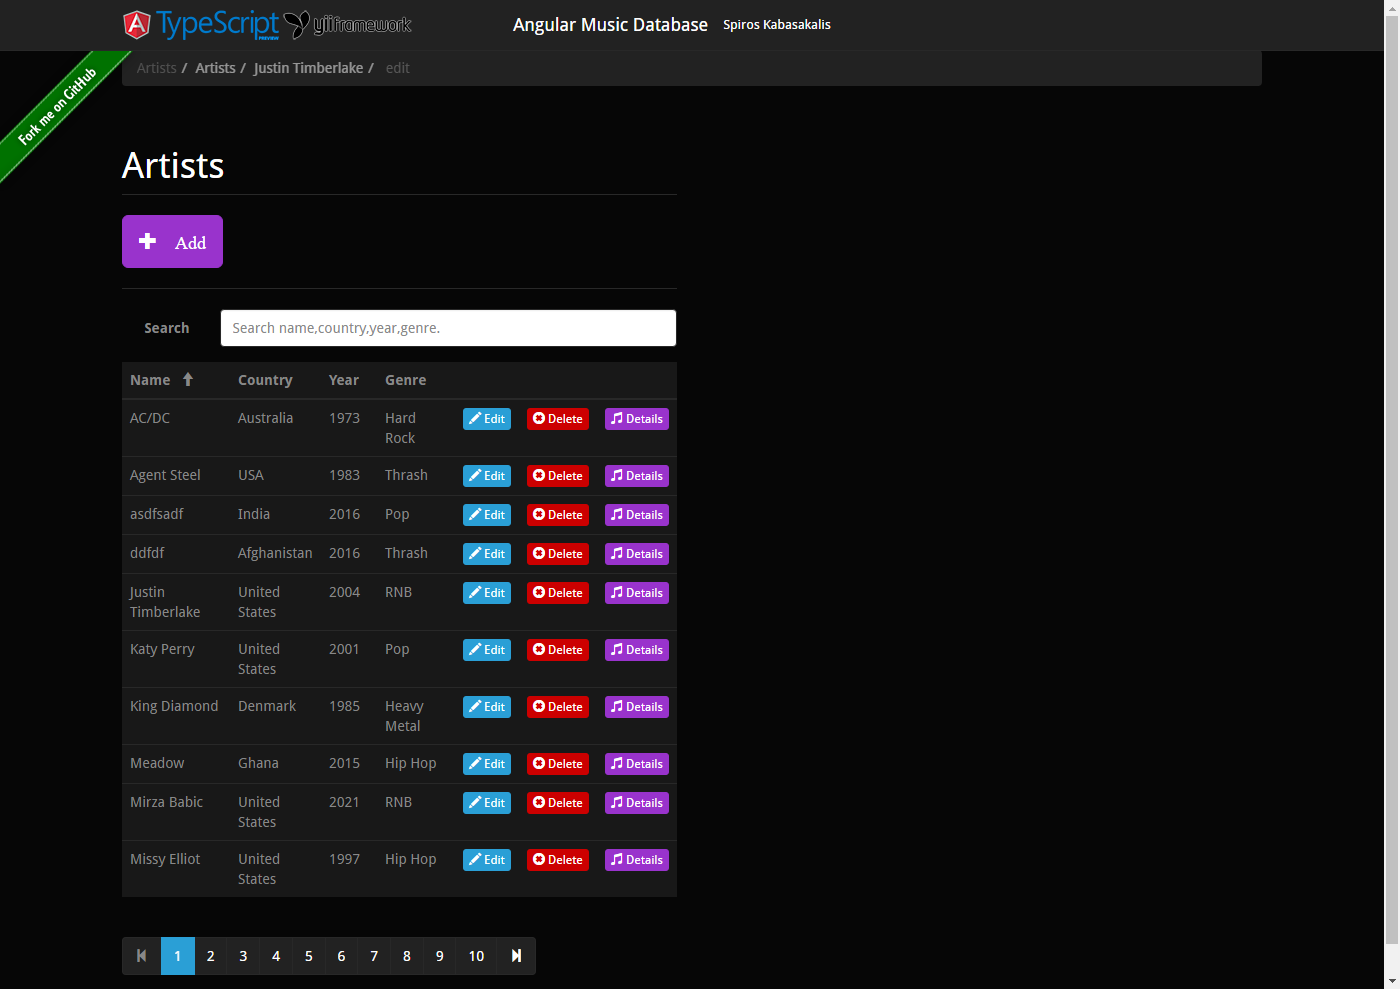 TypeScript PREVIEW yiiframework Angular Music Database Spiros Kabasakalis
Artists / Artists / Justin Timberlake / edit
Fork me on GitHub
Artists
Add
Search Search name,country,year,genre.
Name Country Year Genre
AC/DC Australia 1973 Hard Rock Edit Delete Details
Agent Steel USA 1983 Thrash Edit Delete Details
asdfsadf India 2016 Pop Edit Delete Details
ddfdf Afghanistan 2016 Thrash Edit Delete Details
Justin Timberlake United States 2004 RNB Edit Delete Details
Katy Perry United States 2001 Pop Edit Delete Details
King Diamond Denmark 1985 Heavy Metal Edit Delete Details
Meadow Ghana 2015 Hip Hop Edit Delete Details
Mirza Babic United States 2021 RNB Edit Delete Details
Missy Elliot United States 1997 Hip Hop Edit Delete Details
1 2 3 4 5 6 7 8 9 10